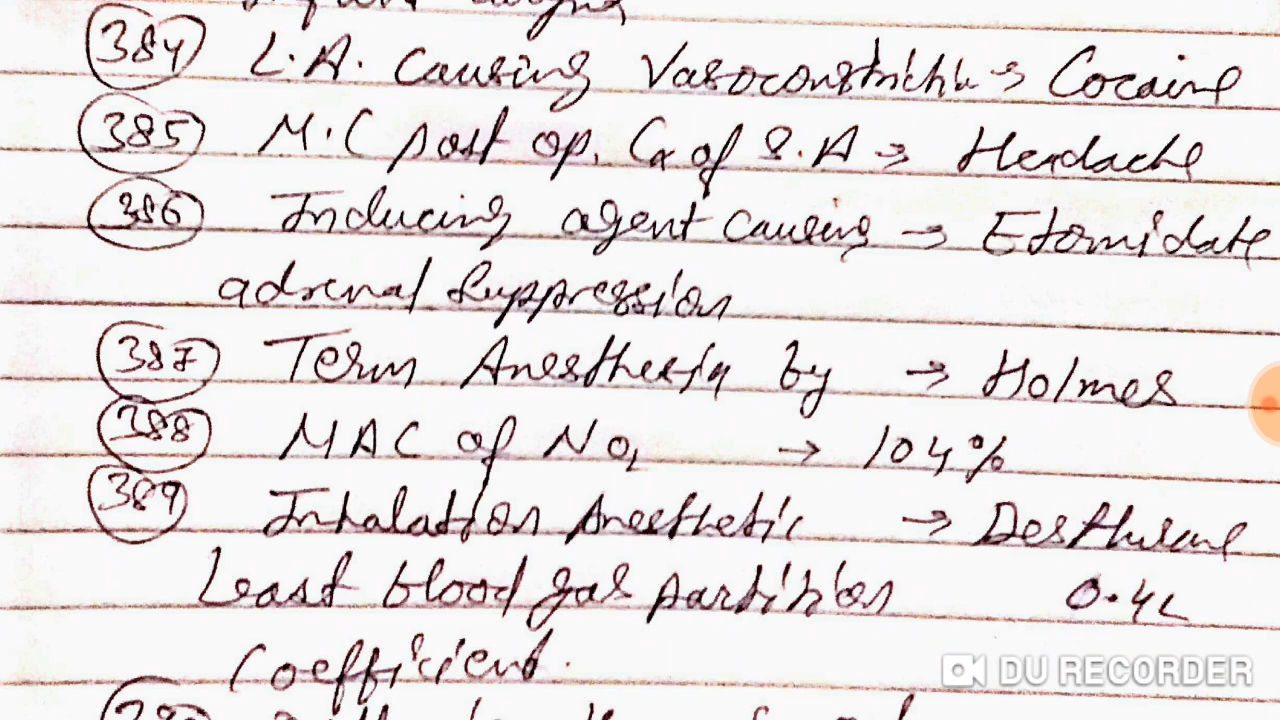 384 L.A. causing Vasoconstrictn → Cocaine
385 M.C post op. Cx of S.A → Headache
386 Inducing agent causing → Etomidate
adrenal Suppression
387 Term Anesthesia by → Holmes
388 MAC of NO, → 104%
389 Inhalation Anesthetic → Desflurane
Least blood gas partition 0.42
Coefficient.
DU RECORDER